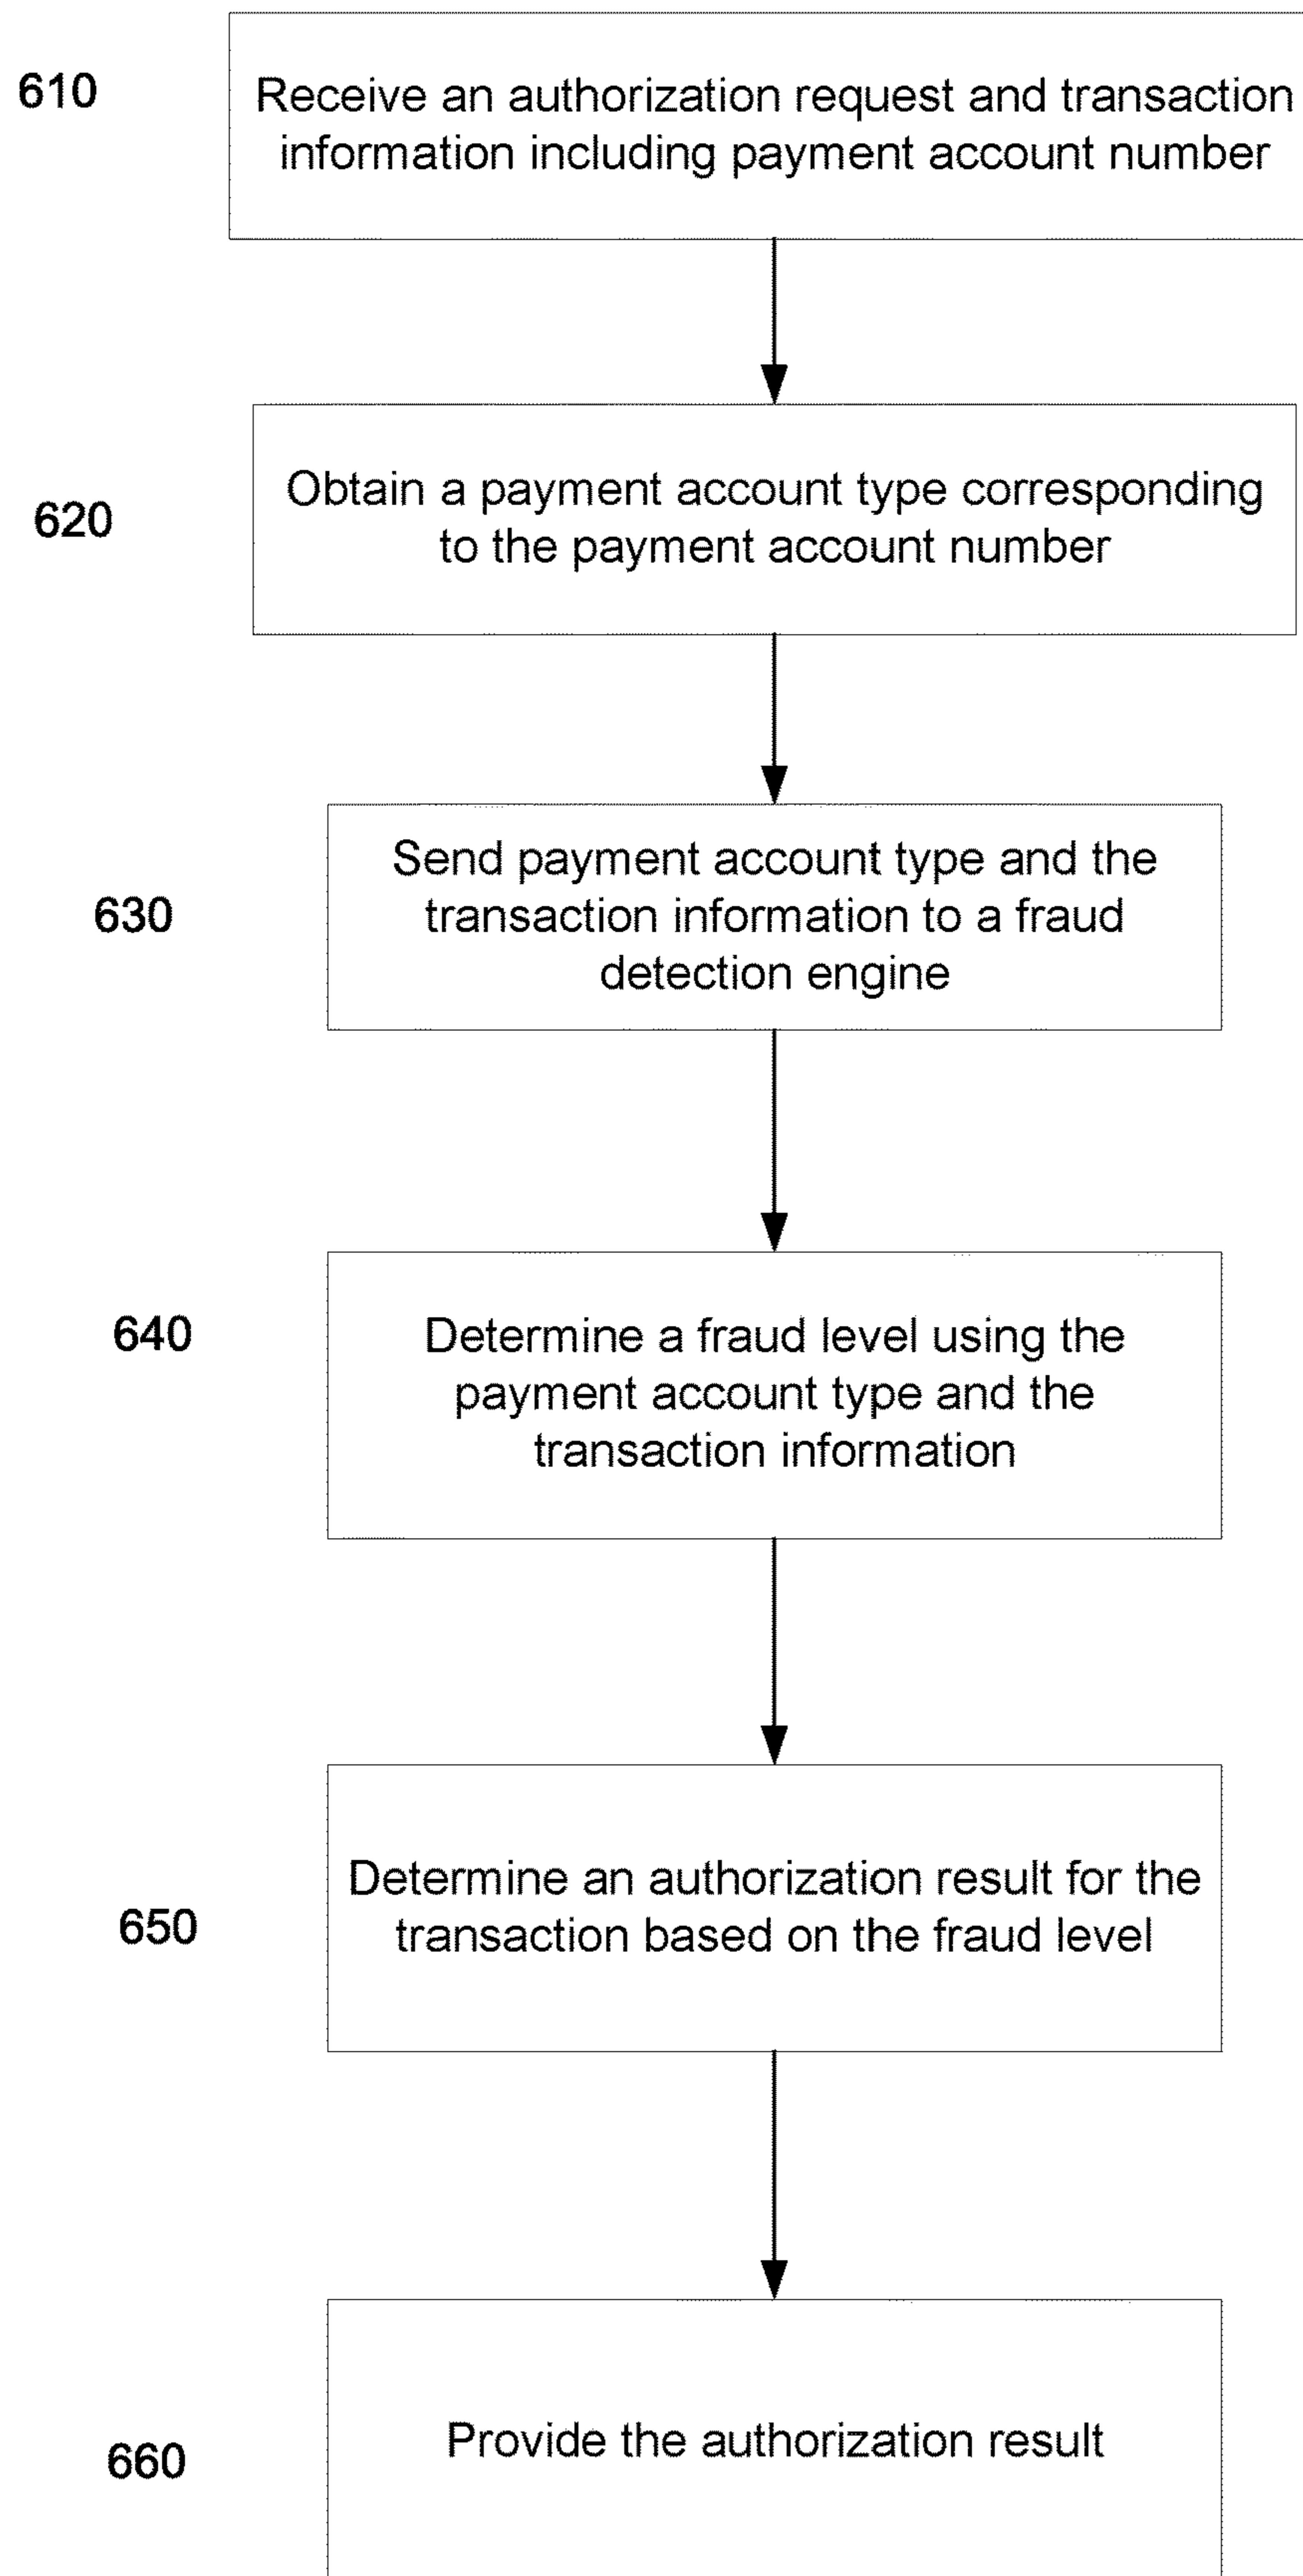 610
Receive an authorization request and transaction
information including payment account number
620
Obtain a payment account type corresponding
to the payment account number
630
Send payment account type and the
transaction information to a fraud
detection engine
640
Determine a fraud level using the
payment account type and the
transaction information
650
Determine an authorization result for the
transaction based on the fraud level
660
Provide the authorization result